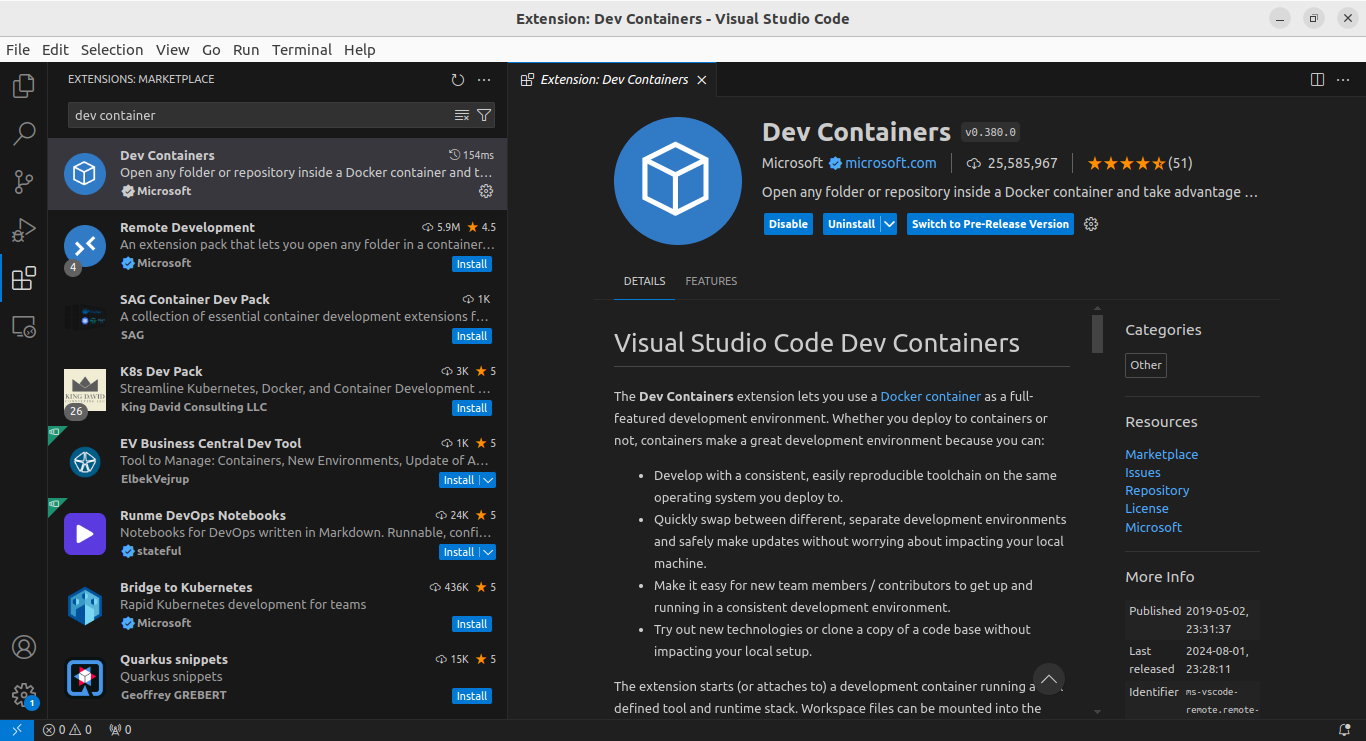 Extension: Dev Containers - Visual Studio Code
File Edit Selection View Go Run Terminal Help
EXTENSIONS: MARKETPLACE
dev container
Dev Containers 154ms
Open any folder or repository inside a Docker container and t…
Microsoft
Remote Development 5.9M 4.5
An extension pack that lets you open any folder in a container…
4
Microsoft Install
SAG Container Dev Pack 1K
A collection of essential container development extensions f…
SAG Install
K8s Dev Pack 3K 5
Streamline Kubernetes, Docker, and Container Development …
KING DAVID
26
King David Consulting LLC Install
EV Business Central Dev Tool 1K 5
Tool to Manage: Containers, New Environments, Update of A…
ElbekVejrup Install
Runme DevOps Notebooks 24K 5
Notebooks for DevOps written in Markdown. Runnable, confi…
stateful Install
Bridge to Kubernetes 436K 5
Rapid Kubernetes development for teams
Microsoft Install
Quarkus snippets 15K 5
Quarkus snippets
Geoffrey GREBERT Install
1
Extension: Dev Containers
Dev Containers v0.380.0
Microsoft microsoft.com 25,585,967 (51)
Open any folder or repository inside a Docker container and take advantage …
Disable Uninstall Switch to Pre-Release Version
DETAILS FEATURES
Visual Studio Code Dev Containers
The Dev Containers extension lets you use a Docker container as a full-
featured development environment. Whether you deploy to containers or
not, containers make a great development environment because you can:
• Develop with a consistent, easily reproducible toolchain on the same
operating system you deploy to.
• Quickly swap between different, separate development environments
and safely make updates without worrying about impacting your local
machine.
• Make it easy for new team members / contributors to get up and
running in a consistent development environment.
• Try out new technologies or clone a copy of a code base without
impacting your local setup.
The extension starts (or attaches to) a development container running a
defined tool and runtime stack. Workspace files can be mounted into the
Categories
Other
Resources
Marketplace
Issues
Repository
License
Microsoft
More Info
Published 2019-05-02,
23:31:37
Last 2024-08-01,
released 23:28:11
Identifier ms-vscode-
remote.remote-
0 0 0